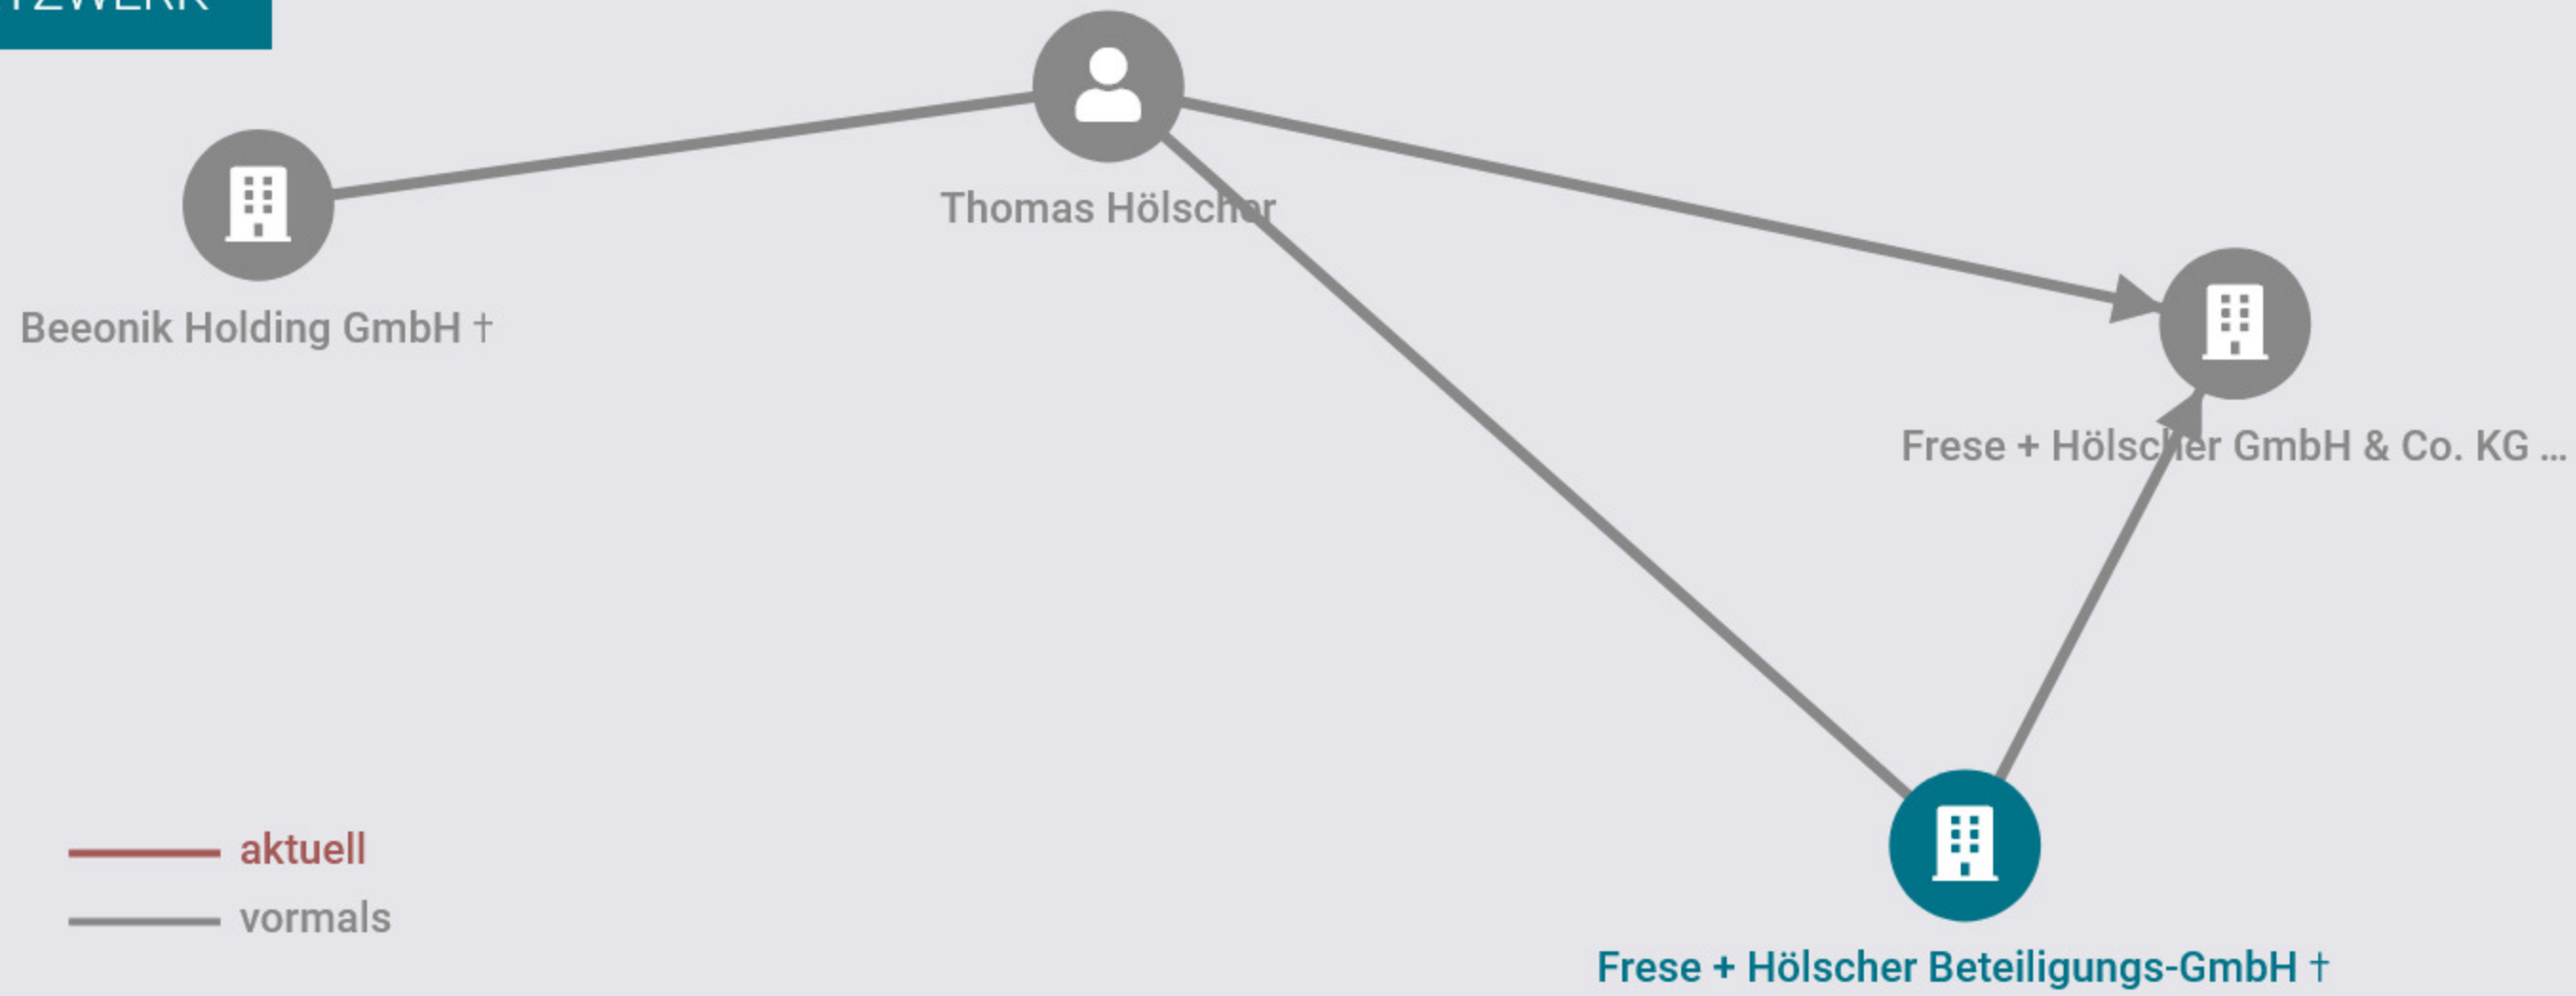 Thomas Hölscher
Beeonik Holding GmbH †
Frese + Hölscher GmbH & Co. KG ...
aktuell
vormals
Frese + Hölscher Beteiligungs-GmbH †